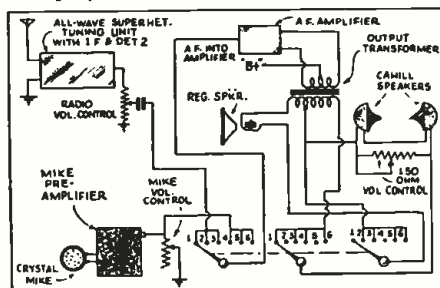 ALL-WAVE SUPERHET.
TUNING UNIT
WITH I F & DET 2
A.F. AMPLIFIER
A.F. INTO
AMPLIFIER
"B+"
OUTPUT
TRANSFORMER
CAHILL
SPEAKERS
REG. SPKR.
RADIO
VOL. CONTROL
150
OHM
VOL CONTROL
MIKE
PRE-
AMPLIFIER
MIKE
VOL.
CONTROL
CRYSTAL
MIKE
1 2 3 4 5 6
1 2 3 4 5 6
1 2 3 4 5 6